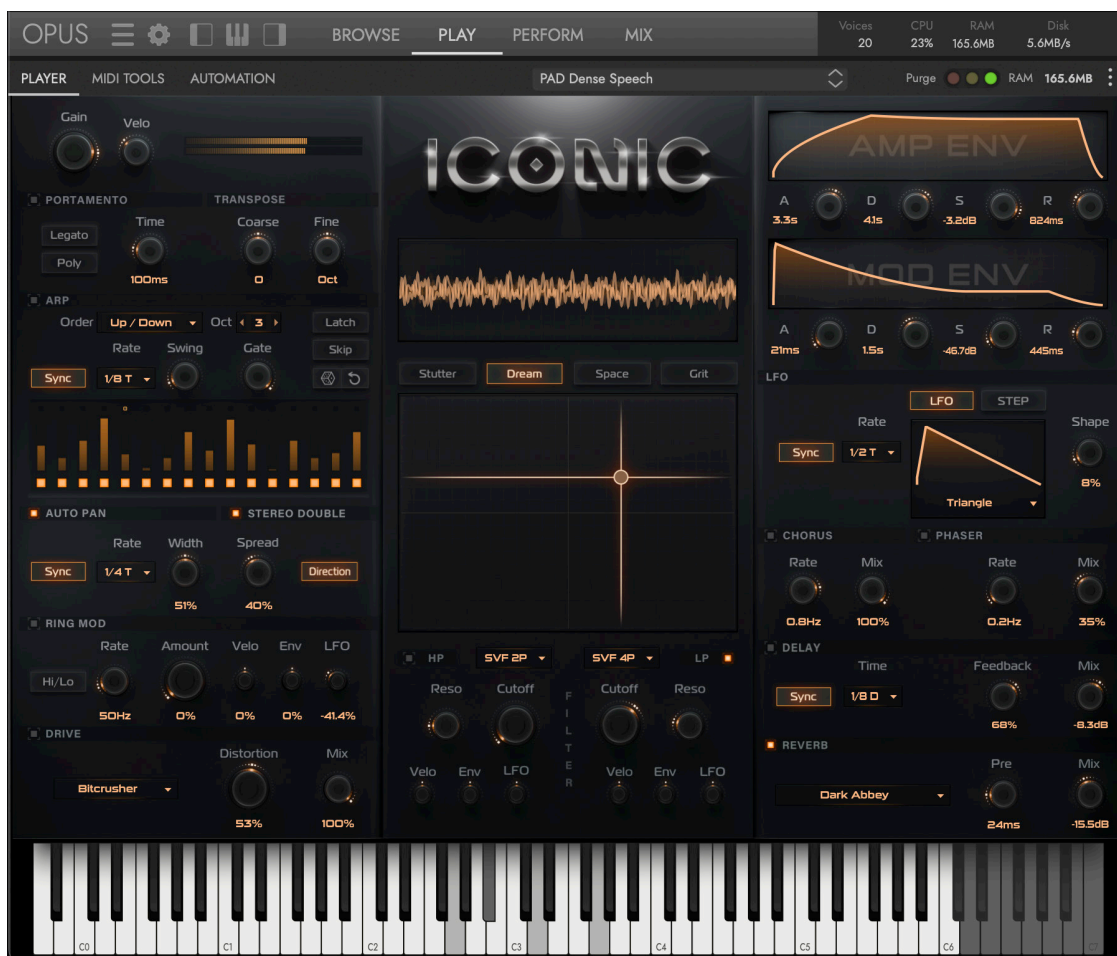 OPUS BROWSE PLAY PERFORM MIX Voices 20 CPU 23% RAM 165.6MB Disk 5.6MB/s
PLAYER MIDI TOOLS AUTOMATION PAD Dense Speech Purge RAM 165.6MB
Gain Velo
PORTAMENTO TRANSPOSE
Legato Time Coarse Fine
Poly
100ms 0 Oct
ARP
Order Up / Down Oct 3 Latch
Rate Swing Gate Skip
Sync 1/8 T
AUTO PAN STEREO DOUBLE
Rate Width Spread
Sync 1/4 T Direction
51% 40%
RING MOD
Rate Amount Velo Env LFO
Hi/Lo
50Hz 0% 0% 0% -41.4%
DRIVE
Distortion Mix
Bitcrusher
53% 100%
ICONIC
Stutter Dream Space Grit
HP SVF 2P SVF 4P LP
Reso Cutoff Cutoff Reso
FILTER
Velo Env LFO Velo Env LFO
AMP ENV
A D S R
3.3s 4.1s -3.2dB 824ms
MOD ENV
A D S R
21ms 1.5s -46.7dB 445ms
LFO
LFO STEP
Rate Shape
Sync 1/2 T
8%
Triangle
CHORUS PHASER
Rate Mix Rate Mix
0.8Hz 100% 0.2Hz 35%
DELAY
Time Feedback Mix
Sync 1/8 D
68% -8.3dB
REVERB
Pre Mix
Dark Abbey
24ms -15.5dB
C0 C1 C2 C3 C4 C5 C6 C7